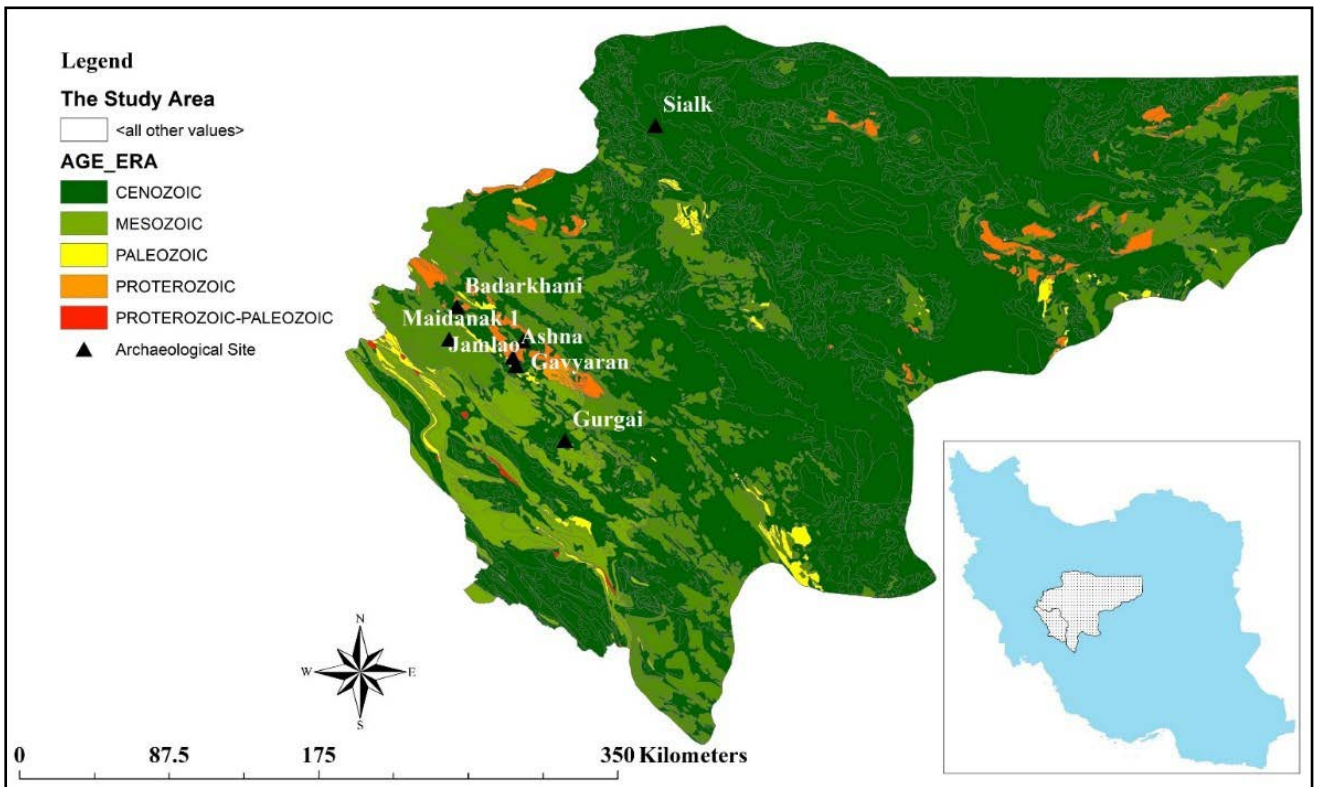 Legend
The Study Area
<all other values>
AGE_ERA
CENOZOIC
MESOZOIC
PALEOZOIC
PROTEROZOIC
PROTEROZOIC-PALEOZOIC
Archaeological Site
Sialk
Badarkhani
Maidanak 1
Ashna
Jamlao
Gavyaran
Gurgai
N
W E
S
0 87.5 175 350 Kilometers